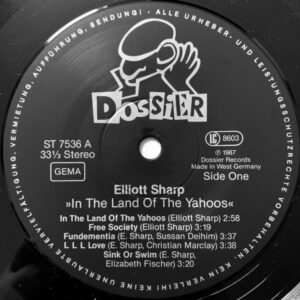 DOSSIER
ST 7536 A
33⅓ Stereo
GEMA
LC 8603
℗ 1987
Dossier Records
Made in West Germany
Side One
Elliott Sharp
»In The Land Of The Yahoos«
In The Land Of The Yahoos (Elliott Sharp) 2:58
Free Society (Elliott Sharp) 3:19
Fundementia (E. Sharp, Sussan Deihim) 3:38
L L L Love (E. Sharp, Christian Marclay) 3:38
Sink Or Swim (E. Sharp,
Elizabeth Fischer) 3:20
ALLE URHEBER- UND LEISTUNGSSCHUTZRECHTE VORBEHALTEN. KEIN VERLEIH! KEINE UNERLAUBTE VERVIELFÄLTIGUNG, VERMIETUNG, AUFFÜHRUNG, SENDUNG! -